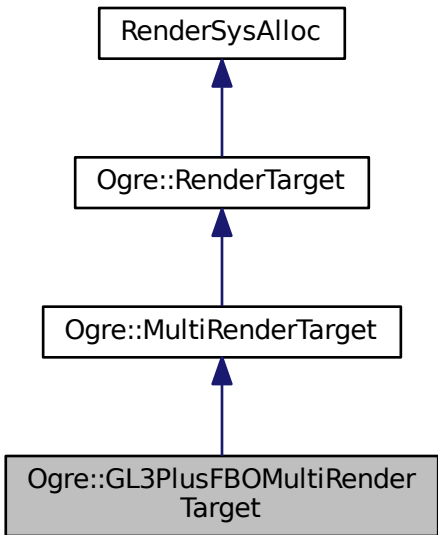 RenderSysAlloc
Ogre::RenderTarget
Ogre::MultiRenderTarget
Ogre::GL3PlusFBOMultiRender
Target